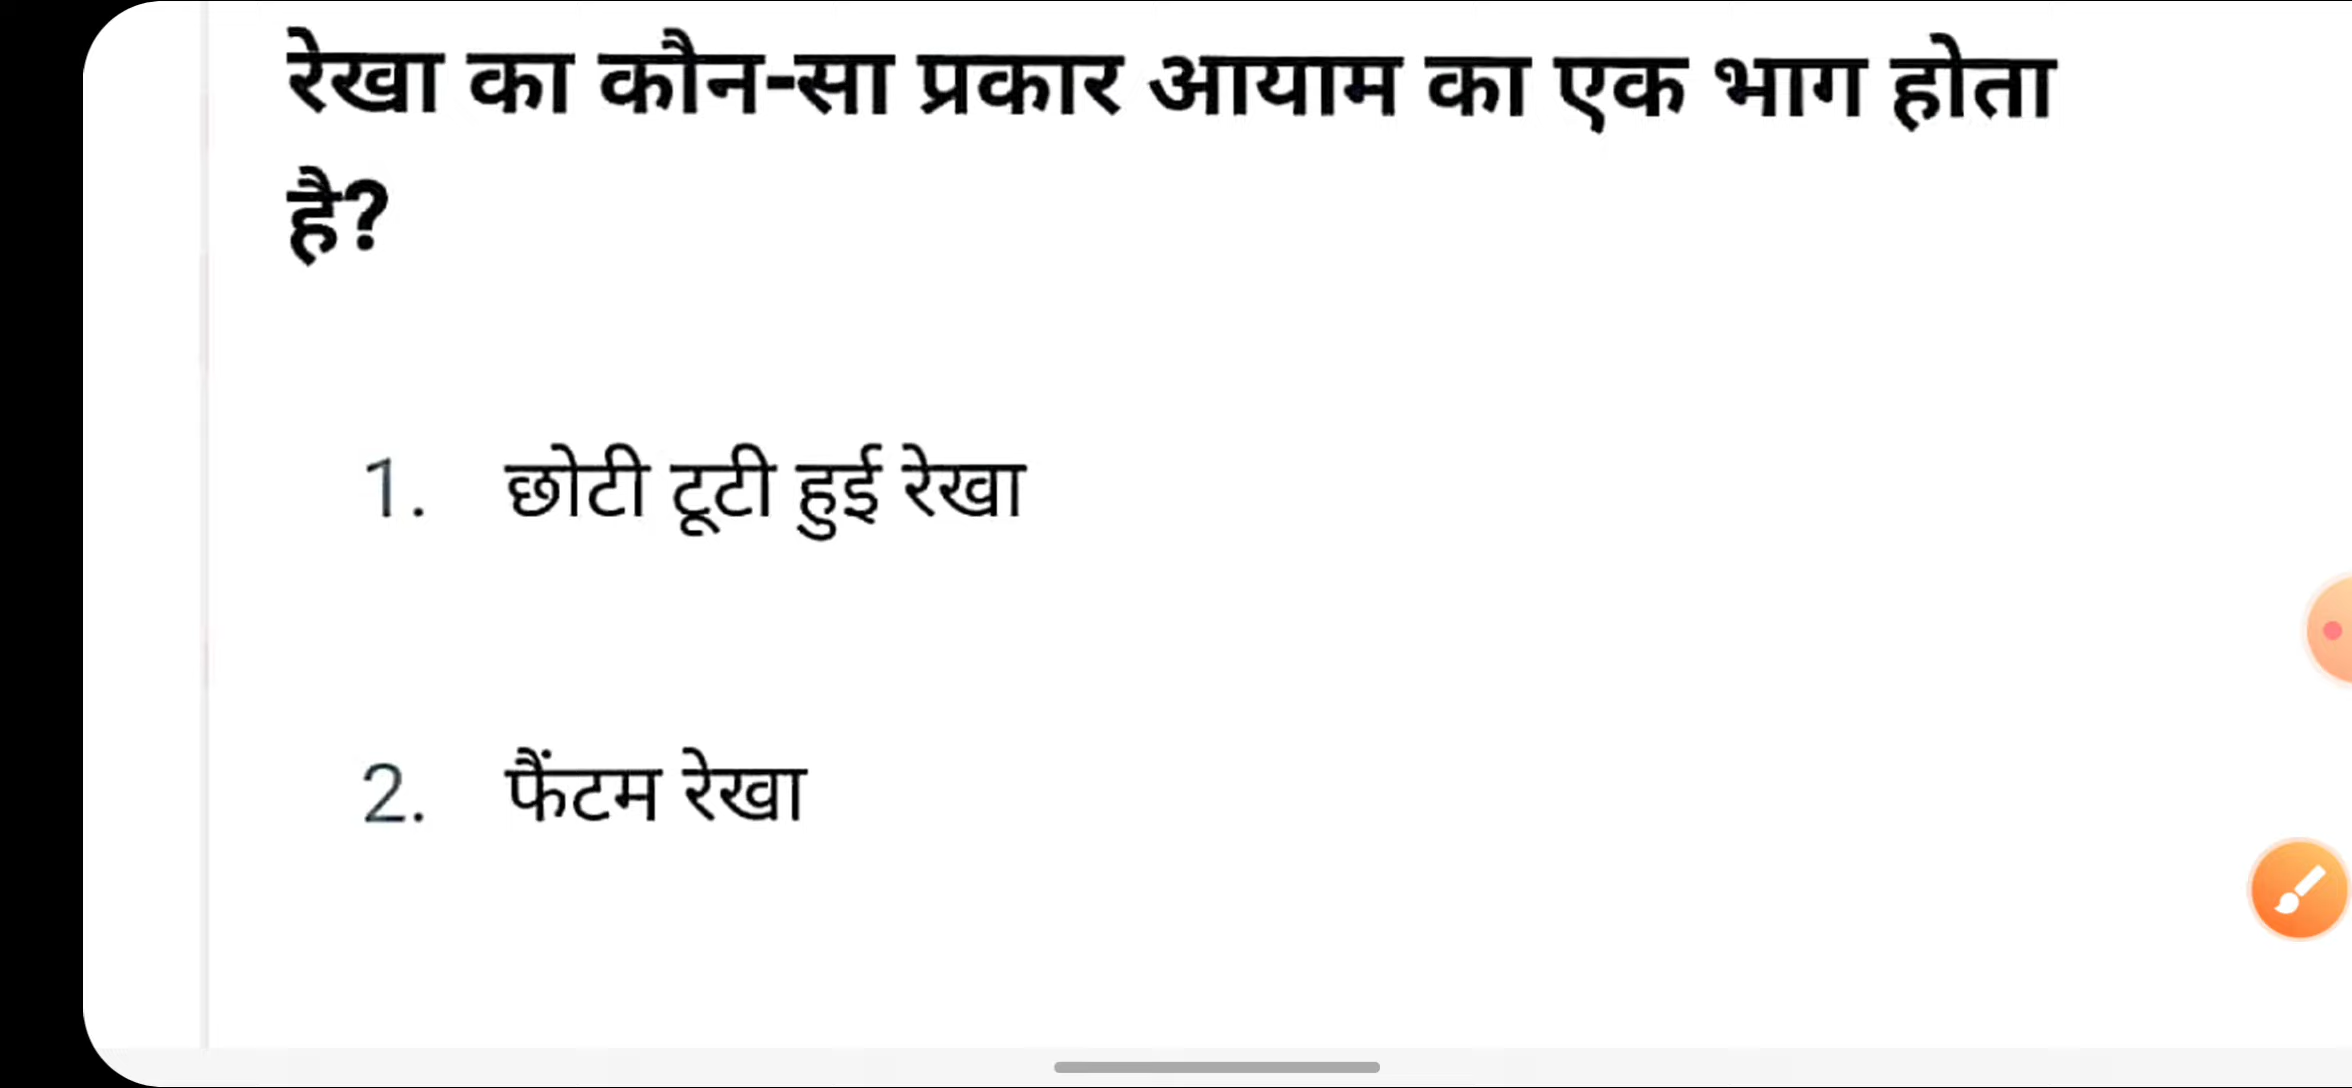 रेखा का कौन-सा प्रकार आयाम का एक भाग होता
है?
1. छोटी टूटी हुई रेखा
2. फैंटम रेखा